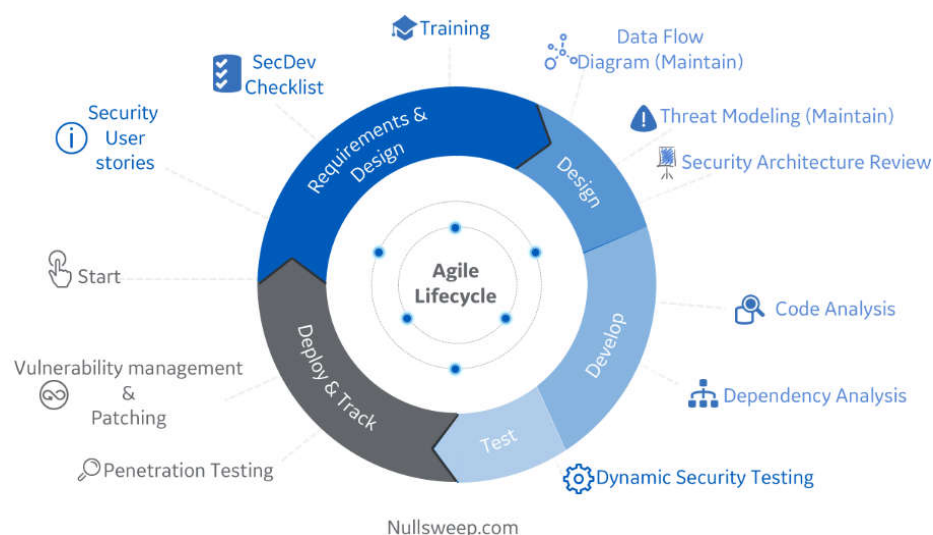 Training
SecDev
Checklist
Security
User
stories
Start
Vulnerability management
&
Patching
Penetration Testing
Data Flow
Diagram (Maintain)
Threat Modeling (Maintain)
Security Architecture Review
Code Analysis
Dependency Analysis
Dynamic Security Testing
Requirements &
Design
Design
Develop
Test
Deploy & Track
Agile
Lifecycle
Nullsweep.com